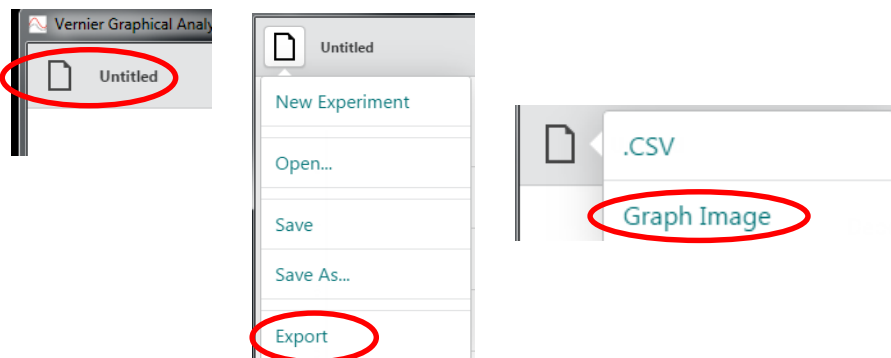 Vernier Graphical Analy
Untitled
Untitled
New Experiment
Open...
Save
Save As...
Export
.CSV
Graph Image